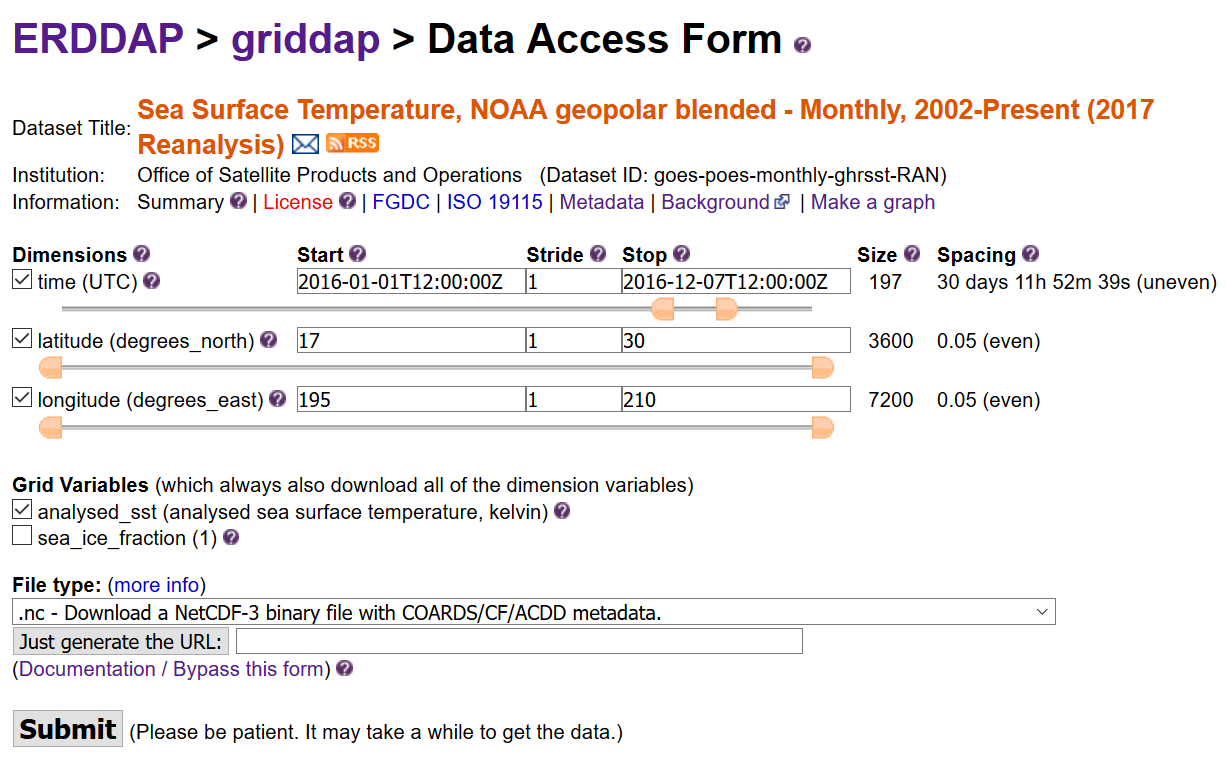 ERDDAP > griddap > Data Access Form ?
Dataset Title: Sea Surface Temperature, NOAA geopolar blended - Monthly, 2002-Present (2017
Reanalysis) RSS
Institution: Office of Satellite Products and Operations (Dataset ID: goes-poes-monthly-ghrsst-RAN)
Information: Summary ? | License ? | FGDC | ISO 19115 | Metadata | Background | Make a graph
Dimensions ? Start ? Stride ? Stop ? Size ? Spacing ?
time (UTC) ? 2016-01-01T12:00:00Z 1 2016-12-07T12:00:00Z 197 30 days 11h 52m 39s (uneven)
latitude (degrees_north) ? 17 1 30 3600 0.05 (even)
longitude (degrees_east) ? 195 1 210 7200 0.05 (even)
Grid Variables (which always also download all of the dimension variables)
analysed_sst (analysed sea surface temperature, kelvin) ?
sea_ice_fraction (1) ?
File type: (more info)
.nc - Download a NetCDF-3 binary file with COARDS/CF/ACDD metadata.
Just generate the URL:
(Documentation / Bypass this form) ?
Submit (Please be patient. It may take a while to get the data.)